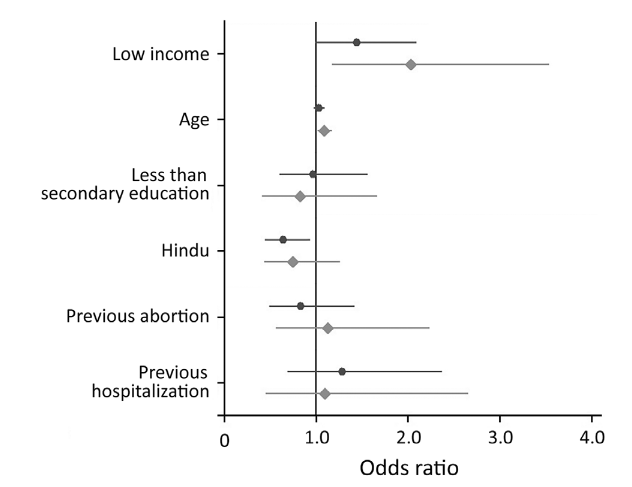 Low income
Age
Less than
secondary education
Hindu
Previous abortion
Previous
hospitalization
0 1.0 2.0 3.0 4.0
Odds ratio